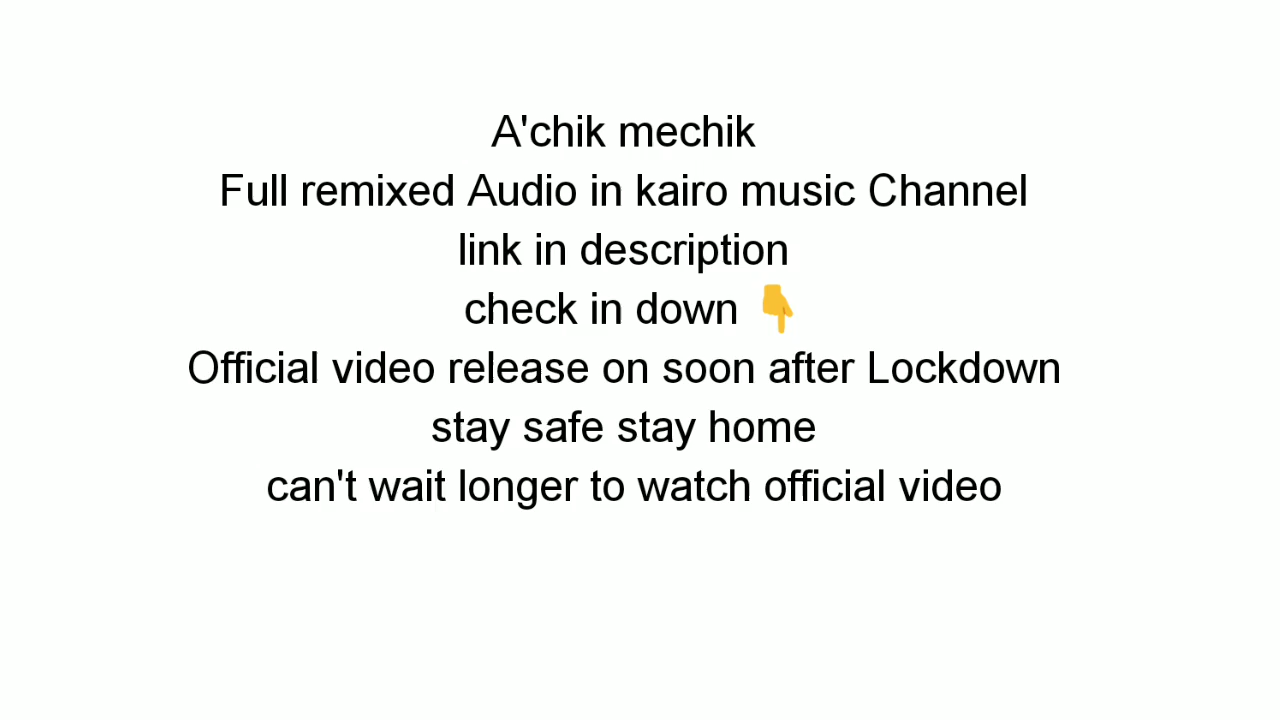 A'chik mechik
Full remixed Audio in kairo music Channel
link in description
check in down 👇
Official video release on soon after Lockdown
stay safe stay home
can't wait longer to watch official video